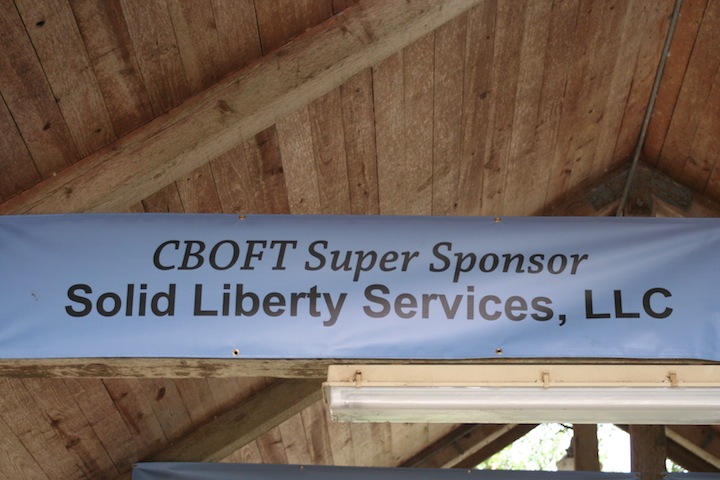 CBOFT Super Sponsor
Solid Liberty Services, LLC